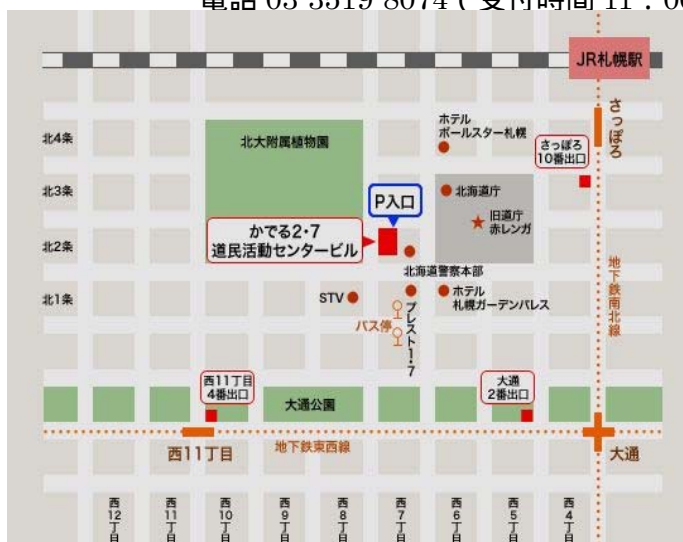 電話 03-3519-8074 ( 受付時間 11：00
JR札幌駅
さっぽろ
北4条
北大附属植物園
ホテル
ポールスター札幌
さっぽろ
10番出口
北3条
P入口
北海道庁
旧道庁
赤レンガ
かでる2･7
道民活動センタービル
北2条
北海道警察本部
地下鉄南北線
北1条
STV
ホテル
札幌ガーデンパレス
バス停
プレスト1･7
西11丁目
4番出口
大通公園
大通
2番出口
西11丁目
地下鉄東西線
大通
西12丁目
西11丁目
西10丁目
西9丁目
西8丁目
西7丁目
西6丁目
西5丁目
西4丁目